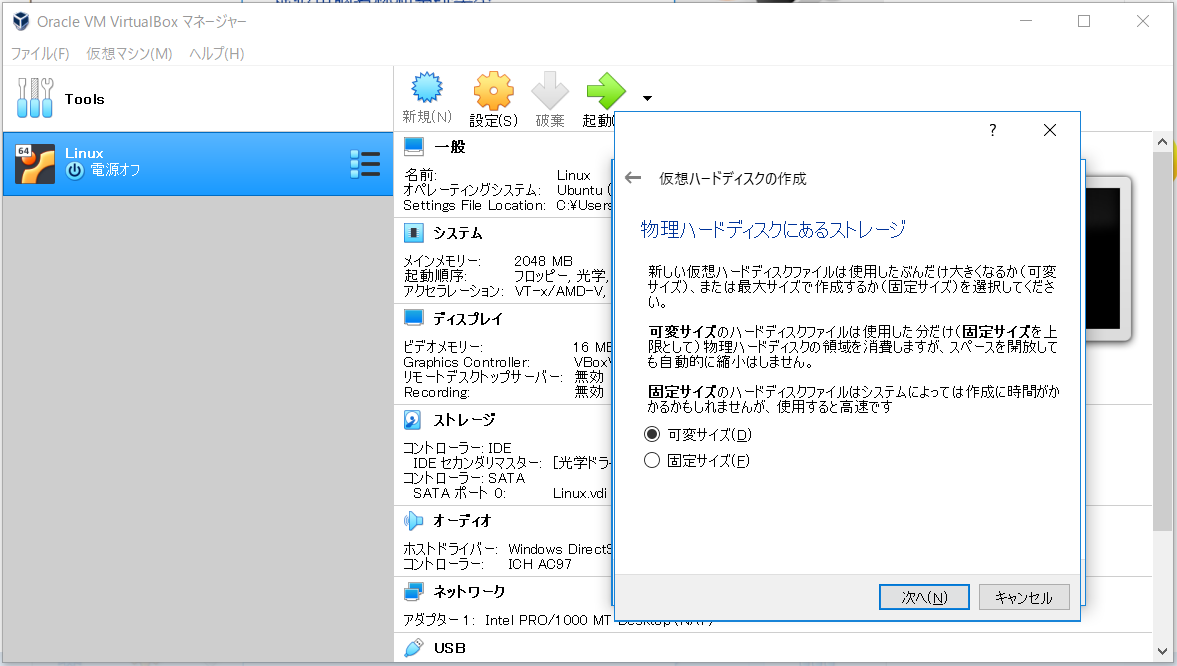 Oracle VM VirtualBox マネージャー
ファイル(F) 仮想マシン(M) ヘルプ(H)
Tools
64
Linux
電源オフ
新規(N) 設定(S) 破棄 起動(
一般
名前: Linux
オペレーティングシステム: Ubuntu (
Settings File Location: C:¥Users
システム
メインメモリー: 2048 MB
起動順序: フロッピー, 光学,
アクセラレーション: VT-x/AMD-V,
ディスプレイ
ビデオメモリー: 16 MB
Graphics Controller: VBoxV
リモートデスクトップサーバー: 無効
Recording: 無効
ストレージ
コントローラー: IDE
IDE セカンダリマスター: [光学ドラ
コントローラー: SATA
SATA ポート 0: Linux.vdi
オーディオ
ホストドライバー: Windows DirectS
コントローラー: ICH AC97
ネットワーク
アダプター 1: Intel PRO/1000 MT Desktop (NAT)
USB
?
仮想ハードディスクの作成
物理ハードディスクにあるストレージ
新しい仮想ハードディスクファイルは使用したぶんだけ大きくなるか(可変
サイズ)、または最大サイズで作成するか(固定サイズ)を選択してくださ
い。
可変サイズのハードディスクファイルは使用した分だけ(固定サイズを上
限として)物理ハードディスクの領域を消費しますが、スペースを開放して
も自動的に縮小はしません。
固定サイズのハードディスクファイルはシステムによっては作成に時間がか
かるかもしれませんが、使用すると高速です
可変サイズ(D)
固定サイズ(F)
次へ(N) キャンセル